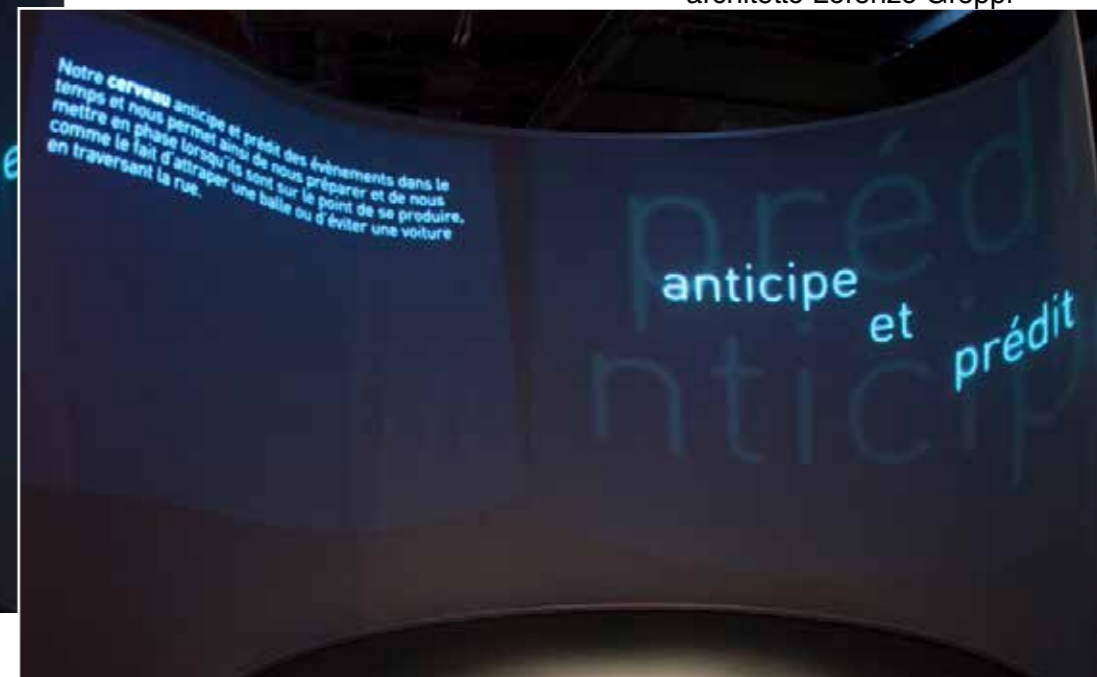 architetto Lorenzo Greppi
Notre cerveau anticipe et prédit des évènements dans le
temps et nous permet ainsi de nous préparer et de nous
mettre en phase lorsqu'ils sont sur le point de se produire,
comme le fait d'attraper une balle ou d'éviter une voiture
en traversant la rue.
préd
anticipe
et
prédit
nticip
e